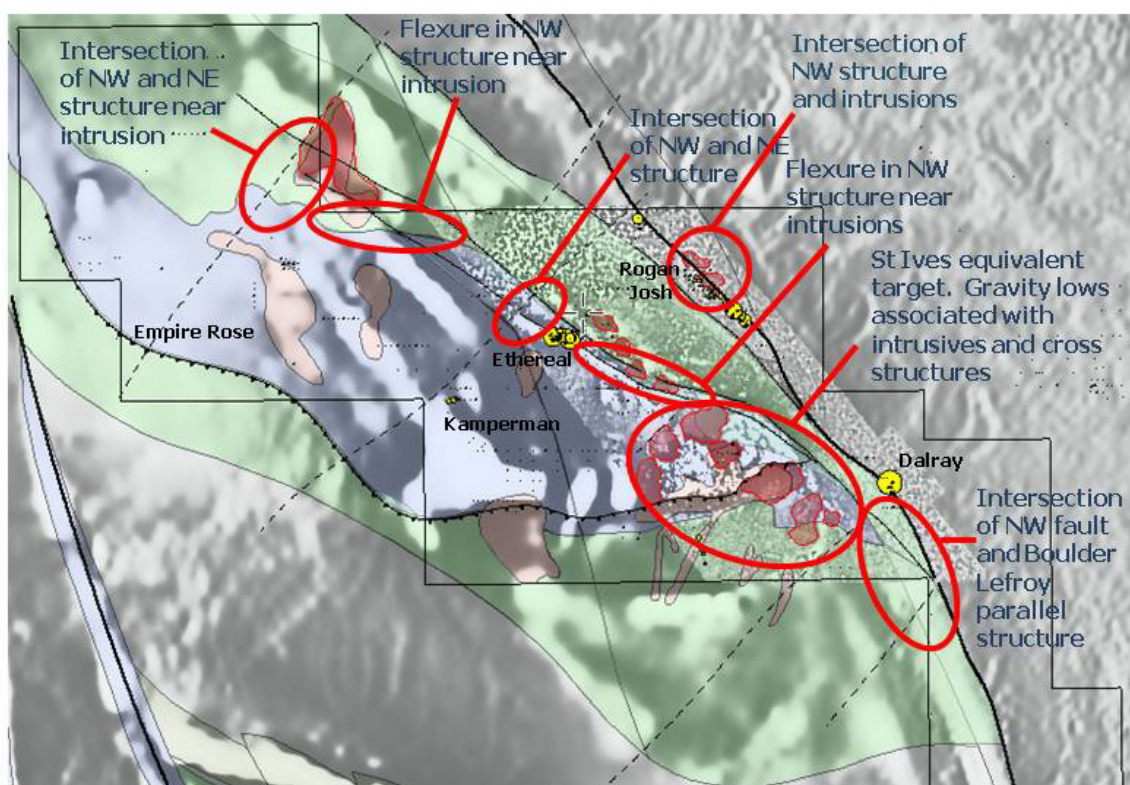 Intersection
of NW and NE
structure near
intrusion
Flexure in NW
structure near
intrusion
Intersection
of NW and NE
structure
Intersection of
NW structure
and intrusions
Flexure in NW
structure near
intrusions
St Ives equivalent
target. Gravity lows
associated with
intrusives and cross
structures
Rogan
Josh
Empire Rose
Ethereal
Kamperman
Dalray
Intersection
of NW fault
and Boulder
Lefroy
parallel
structure